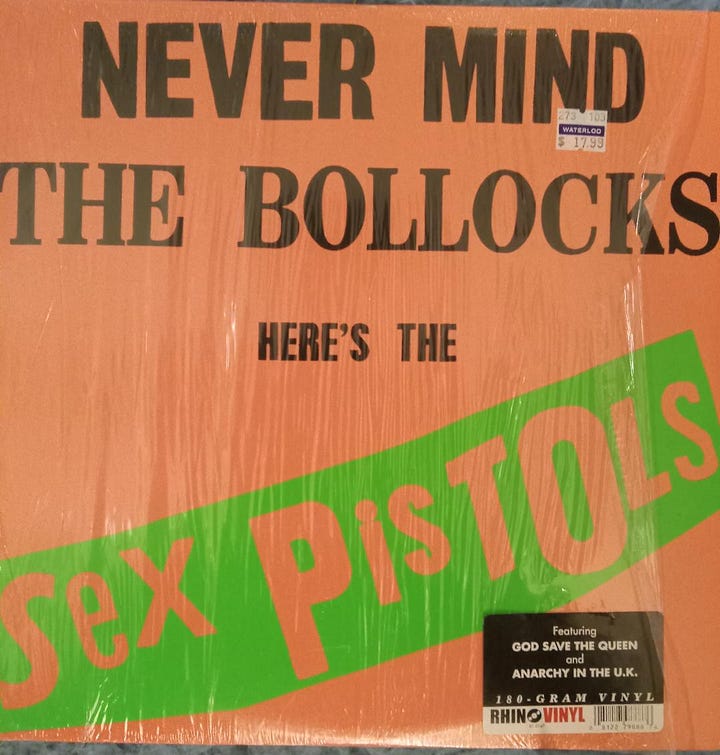 NEVER MIND
273 103
WATERLOO
$ 17.99
THE BOLLOCKS
HERE'S THE
Sex PisTOLS
Featuring
GOD SAVE THE QUEEN
and
ANARCHY IN THE U.K.
180-GRAM VINYL
RHINO VINYL